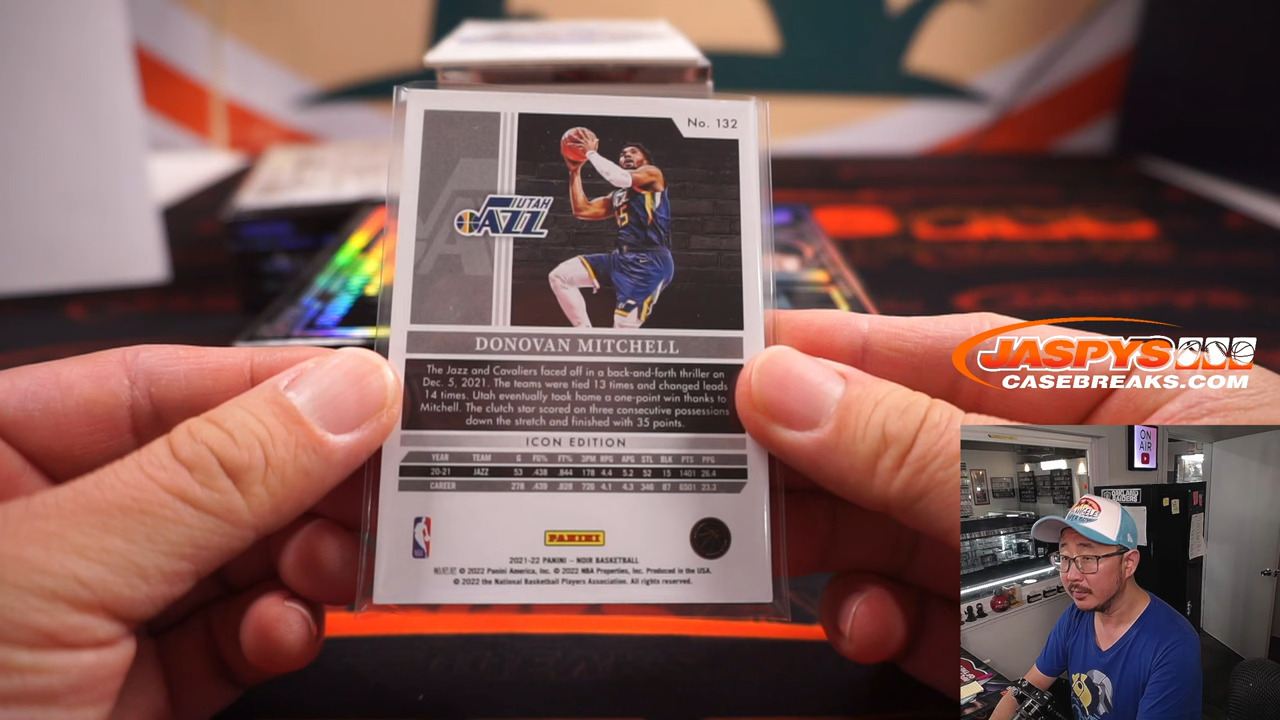 No. 132
UTAH
JAZZ
DONOVAN MITCHELL
The Jazz and Cavaliers faced off in a back-and-forth thriller on
Dec. 5, 2021. The teams were tied 13 times and changed leads
14 times. Utah eventually took home a one-point win thanks to
Mitchell. The clutch star scored on three consecutive possessions
down the stretch and finished with 35 points.
ICON EDITION
YEAR TEAM G FG% FT% 3PM RPG APG STL BLK PTS PPG
20-21 JAZZ 53 .438 .844 178 4.4 5.2 52 15 1401 26.4
CAREER 276 .439 .828 726 4.1 4.3 346 87 6501 23.3
PANINI
2021-22 PANINI – NOIR BASKETBALL
© 2022 Panini America, Inc. © 2022 NBA Properties, Inc. Produced in the USA.
© 2022 the National Basketball Players Association. All rights reserved.
JASPYS
CASEBREAKS.COM
ON
AIR
OAKLAND
RAIDERS